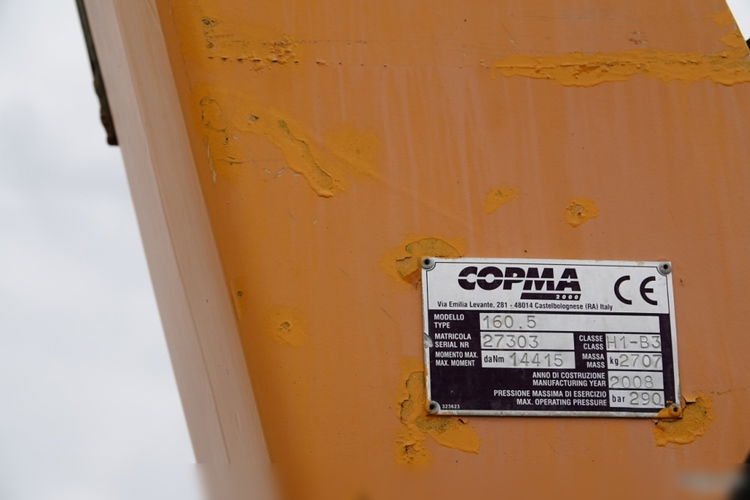 COPMA
2000
CE
Via Emilia Levante, 281 - 48014 Castelbolognese (RA) Italy
MODELLO
TYPE
160.5
MATRICOLA
SERIAL NR
27303
CLASSE
CLASS
H1-B3
MOMENTO MAX.
MAX. MOMENT
daNm 14415
MASSA
MASS
kg 2707
ANNO DI COSTRUZIONE
MANUFACTURING YEAR
2008
PRESSIONE MASSIMA DI ESERCIZIO
MAX. OPERATING PRESSURE
bar 290
323623